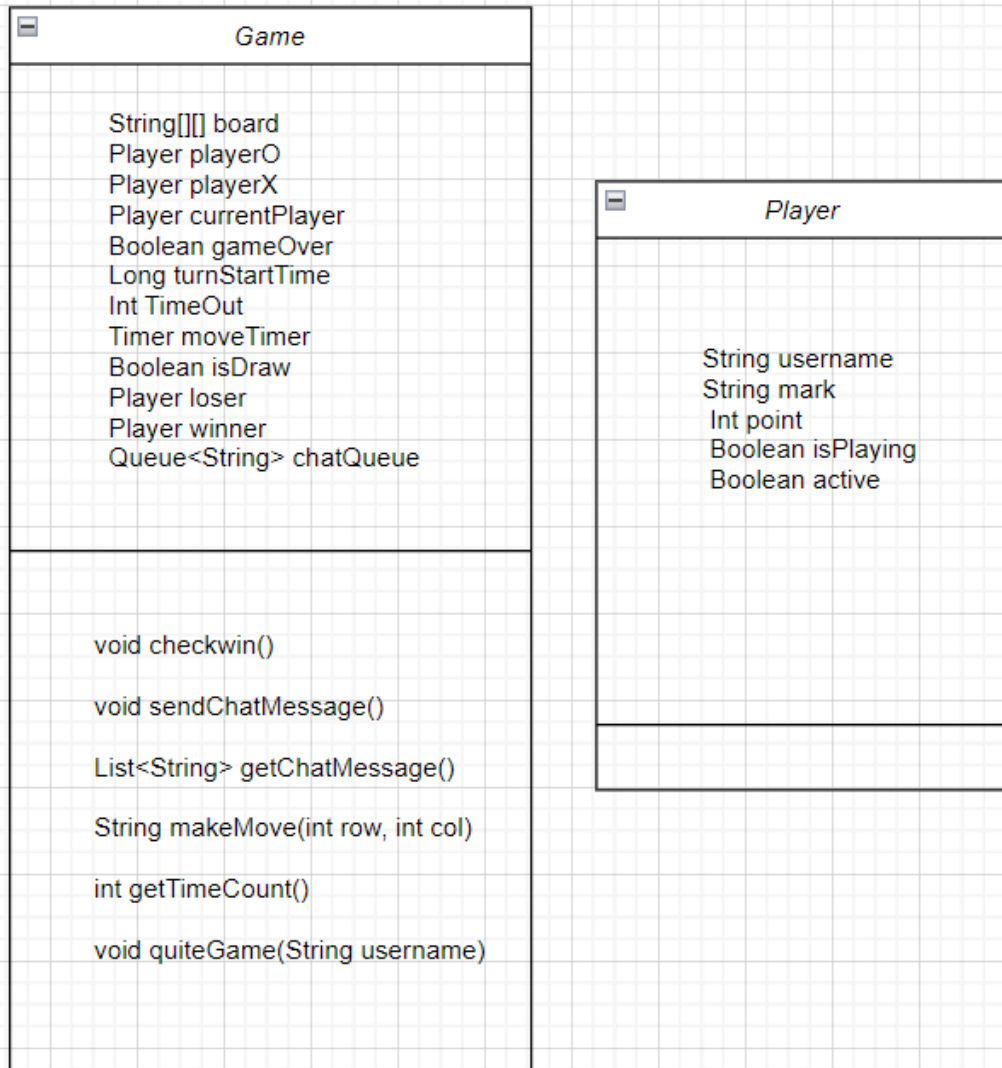 Game
String[][] board
Player playerO
Player playerX
Player currentPlayer
Boolean gameOver
Long turnStartTime
Int TimeOut
Timer moveTimer
Boolean isDraw
Player loser
Player winner
Queue<String> chatQueue
void checkwin()
void sendChatMessage()
List<String> getChatMessage()
String makeMove(int row, int col)
int getTimeCount()
void quiteGame(String username)
Player
String username
String mark
Int point
Boolean isPlaying
Boolean active